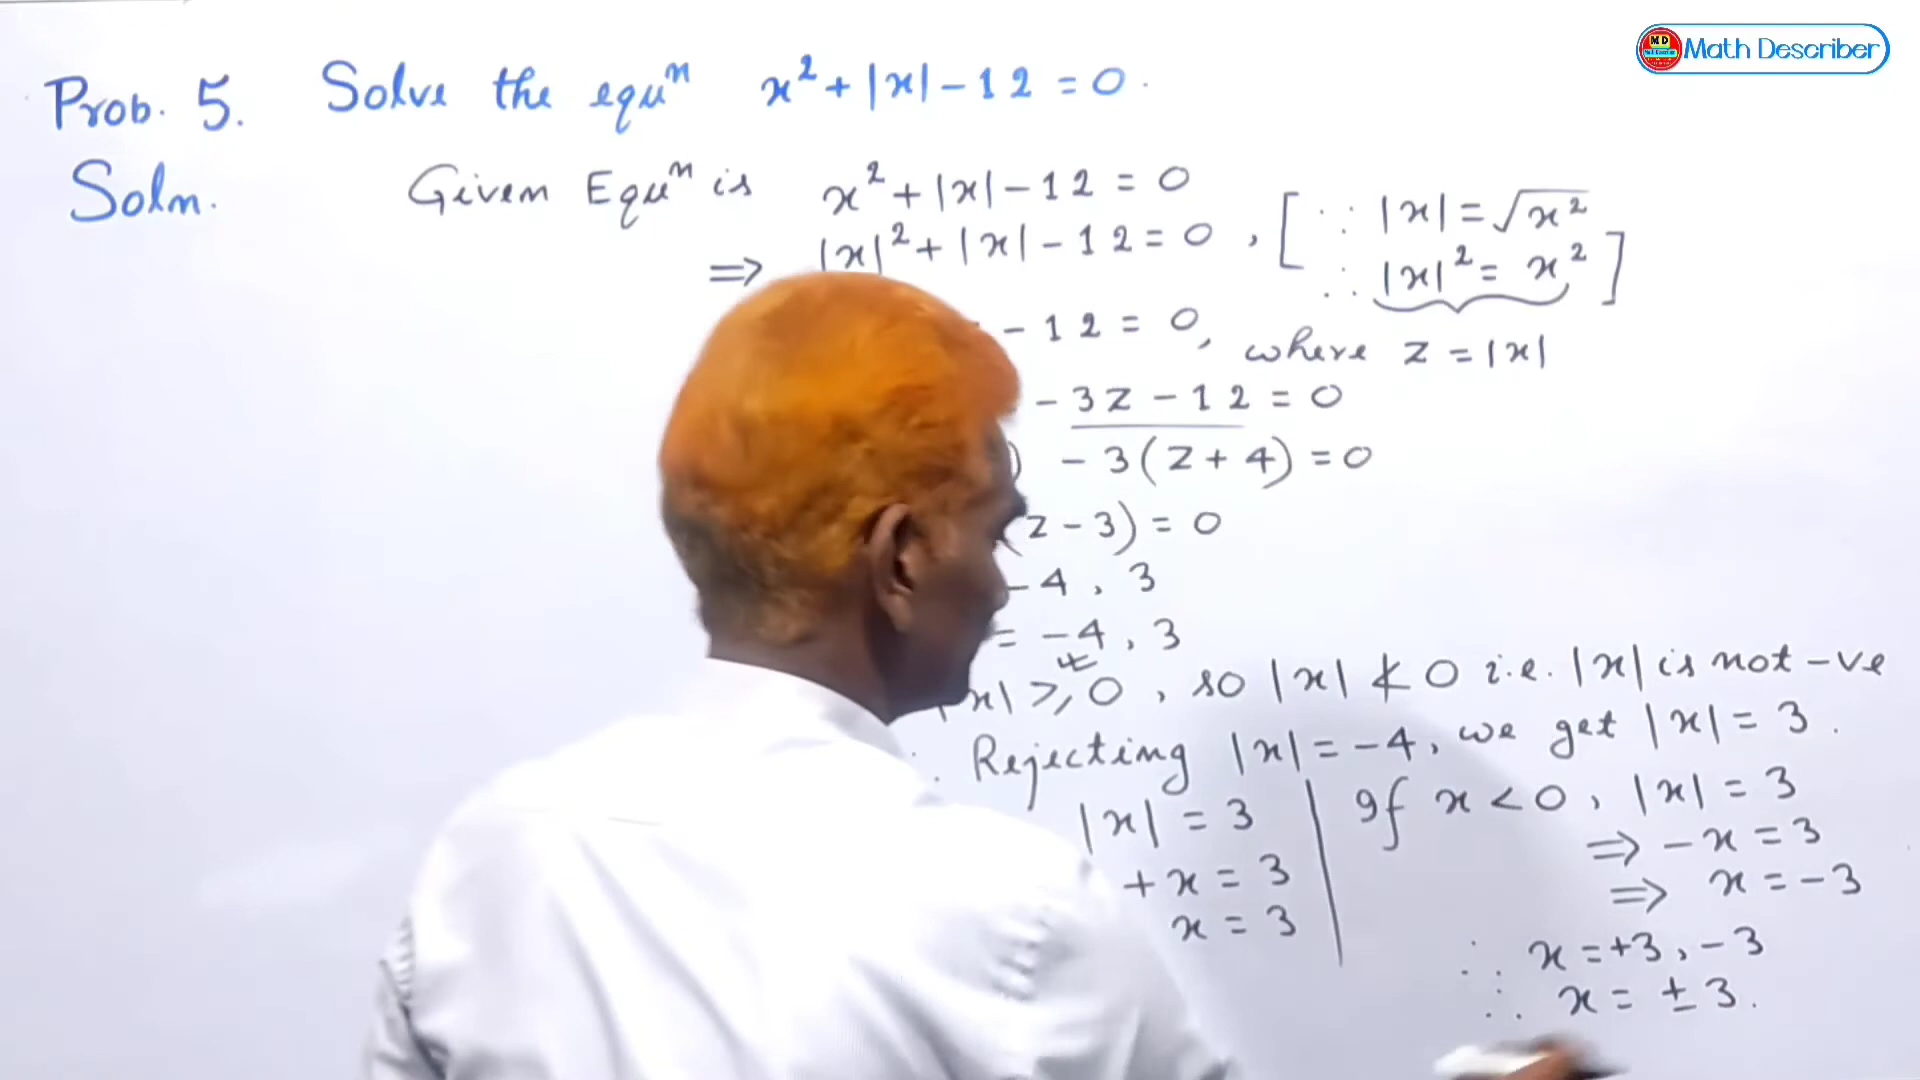 MD Math Describer
Prob. 5. Solve the equⁿ x² + |x| - 12 = 0.
Soln. Given Equⁿ is x² + |x| - 12 = 0
⇒ |x|² + |x| - 12 = 0, [∵ |x| = √x²
∴ |x|² = x²]
- 12 = 0, where z = |x|
- 3z - 12 = 0
) - 3(z + 4) = 0
(z - 3) = 0
-4, 3
= -4, 3
|x| ≥ 0, so |x| ≮ 0 i.e. |x| is not -ve
∴ Rejecting |x| = -4, we get |x| = 3.
|x| = 3
+x = 3
x = 3
If x < 0, |x| = 3
⇒ -x = 3
⇒ x = -3
∴ x = +3, -3
∴ x = ± 3.